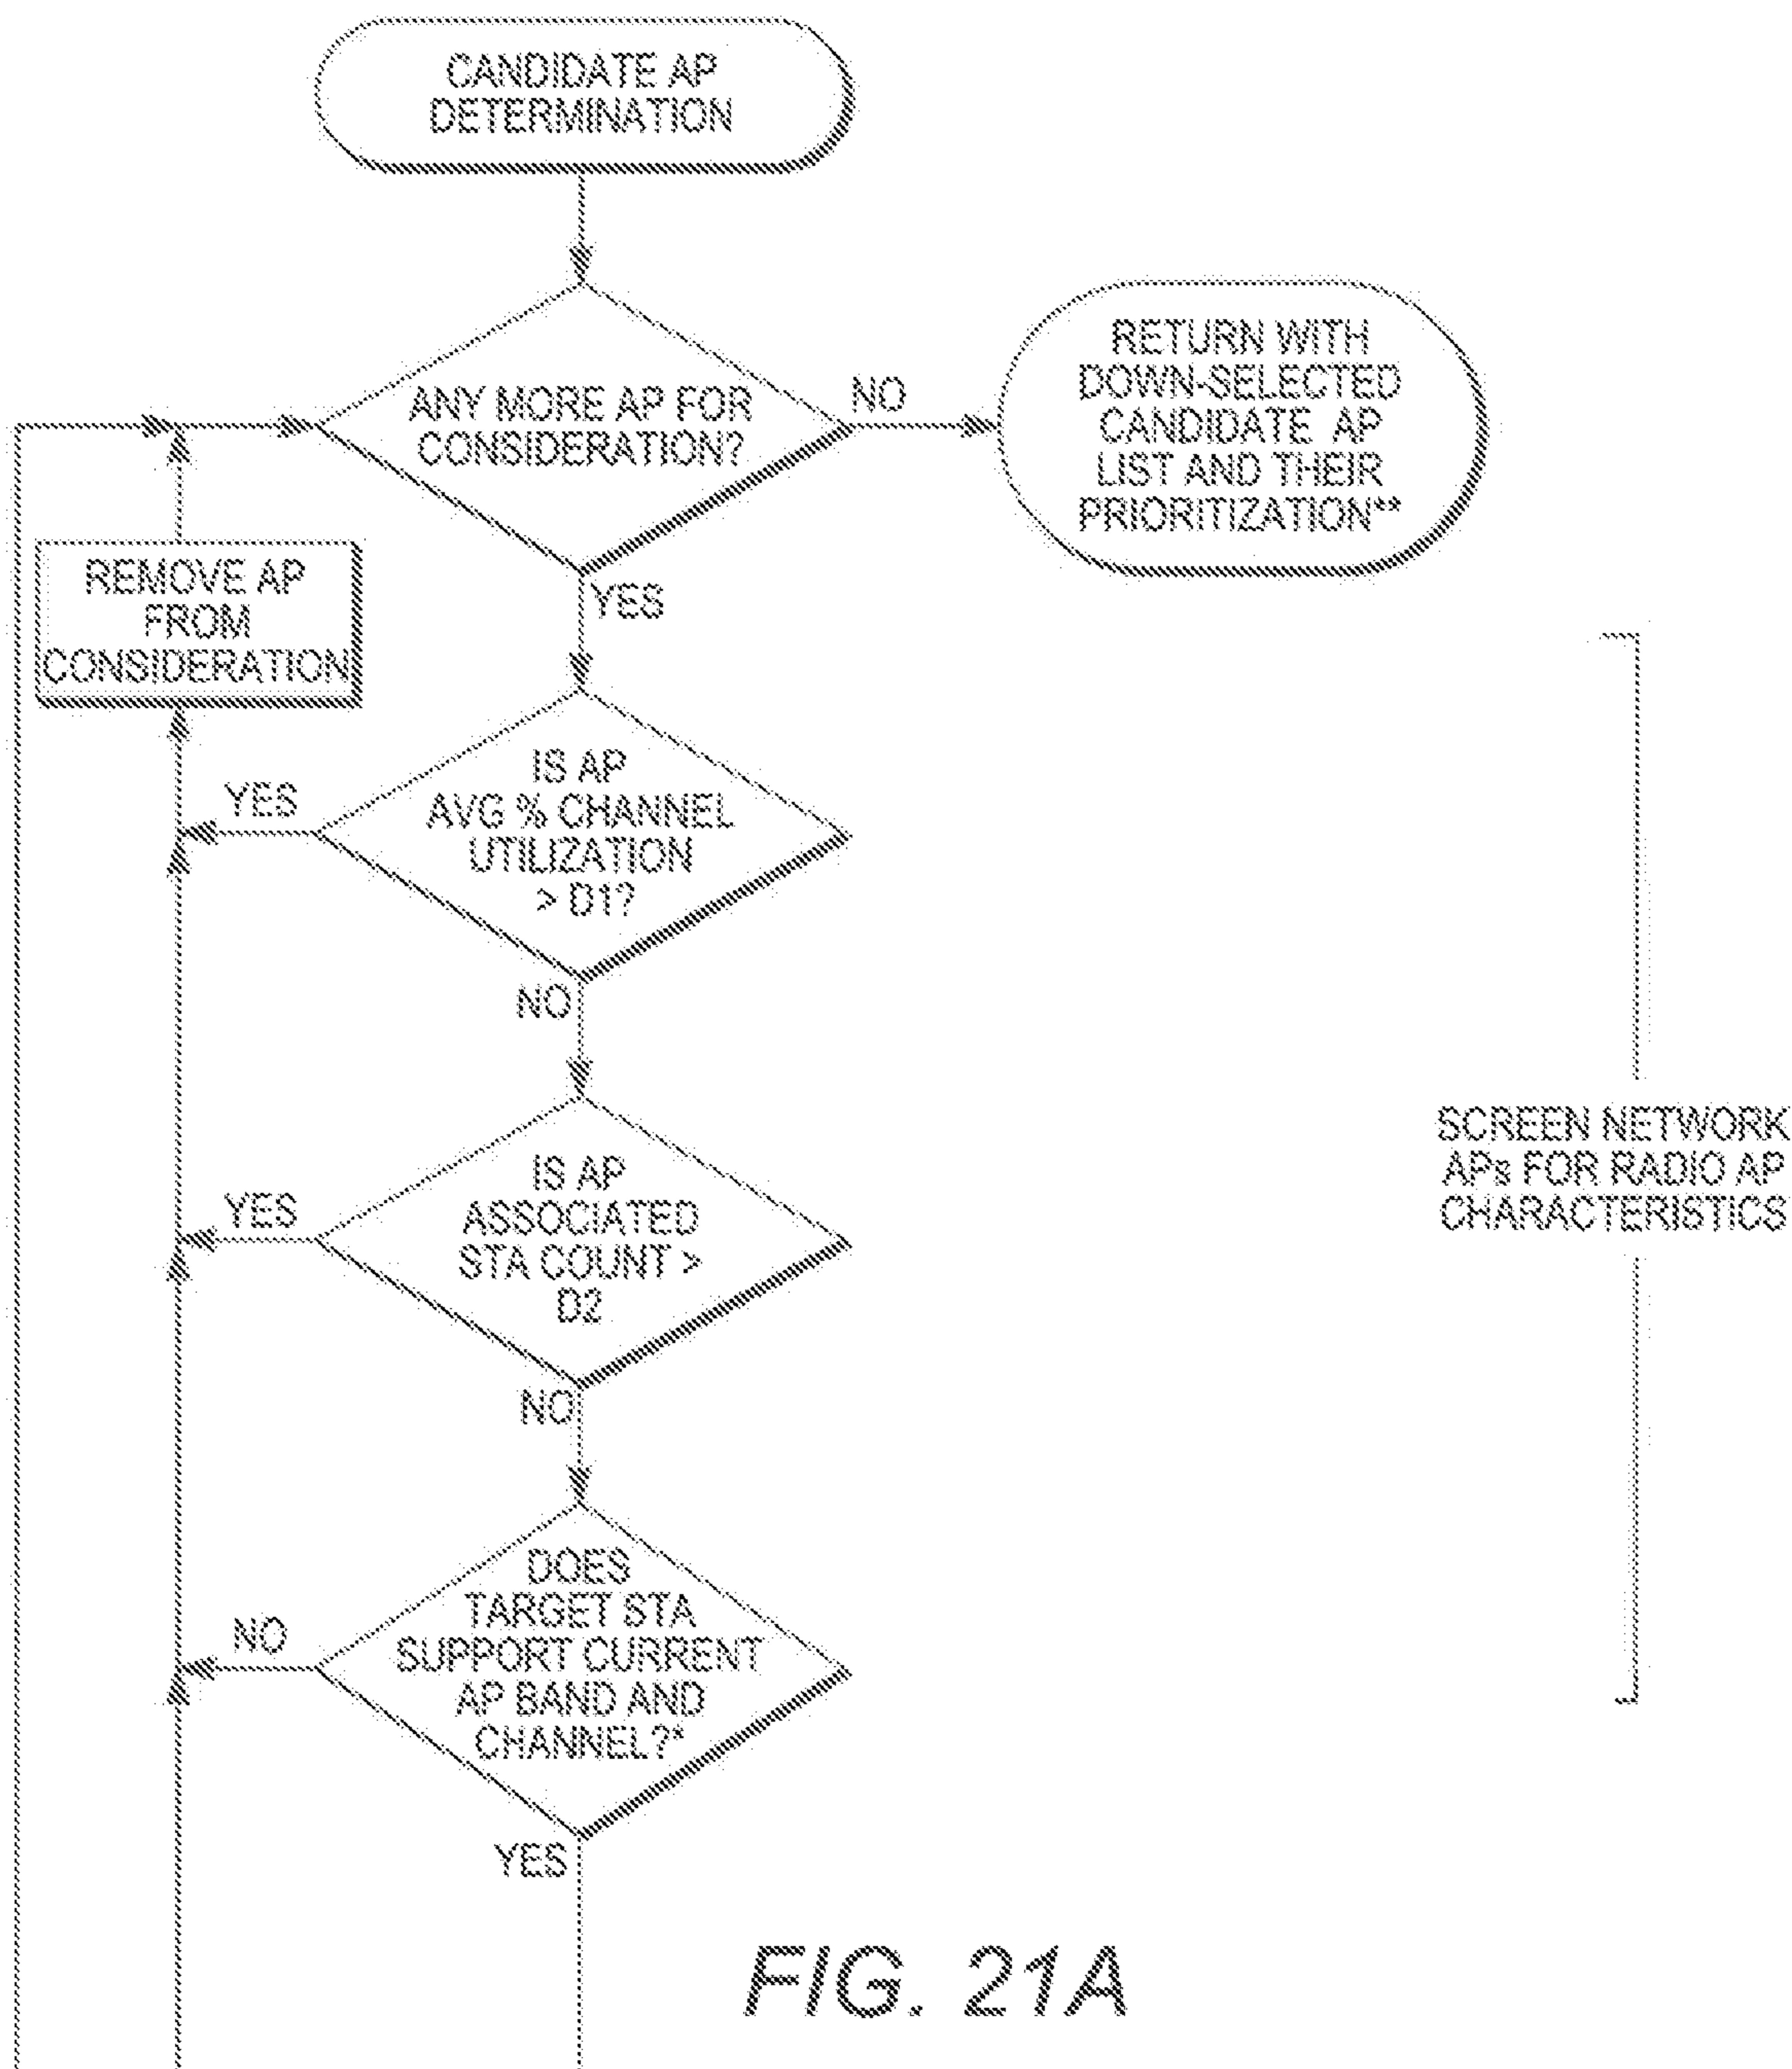 CANDIDATE AP
DETERMINATION
ANY MORE AP FOR
CONSIDERATION?
NO
RETURN WITH
DOWN-SELECTED
CANDIDATE AP
LIST AND THEIR
PRIORITIZATION**
REMOVE AP
FROM
CONSIDERATION
YES
IS AP
AVG % CHANNEL
UTILIZATION
> D1?
YES
NO
SCREEN NETWORK
APs FOR RADIO AP
CHARACTERISTICS
IS AP
ASSOCIATED
STA COUNT >
D2
YES
NO
DOES
TARGET STA
SUPPORT CURRENT
AP BAND AND
CHANNEL?*
NO
YES
FIG. 21A